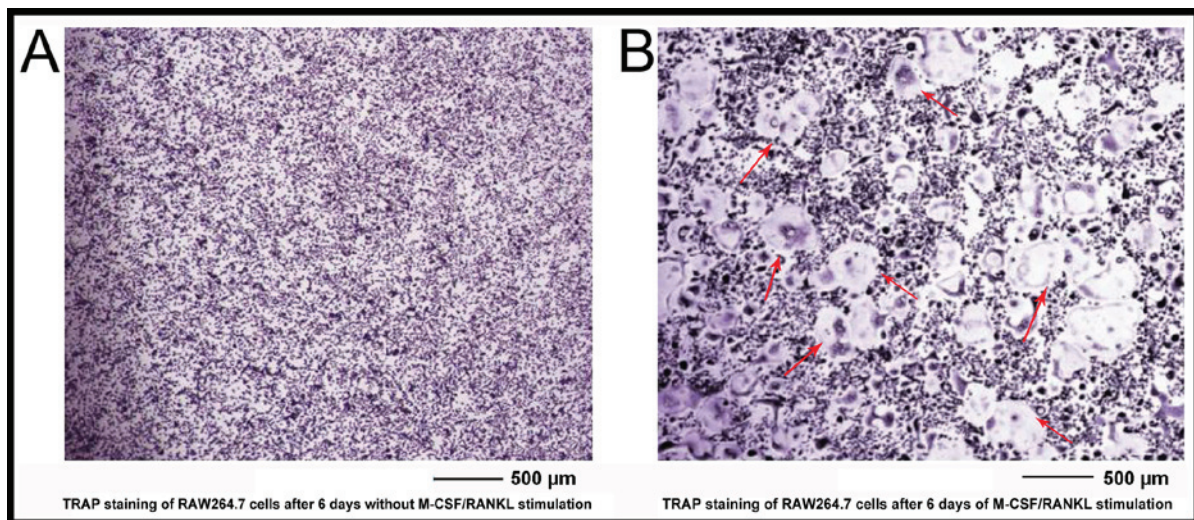 A
B
500 µm
500 µm
TRAP staining of RAW264.7 cells after 6 days without M-CSF/RANKL stimulation
TRAP staining of RAW264.7 cells after 6 days of M-CSF/RANKL stimulation